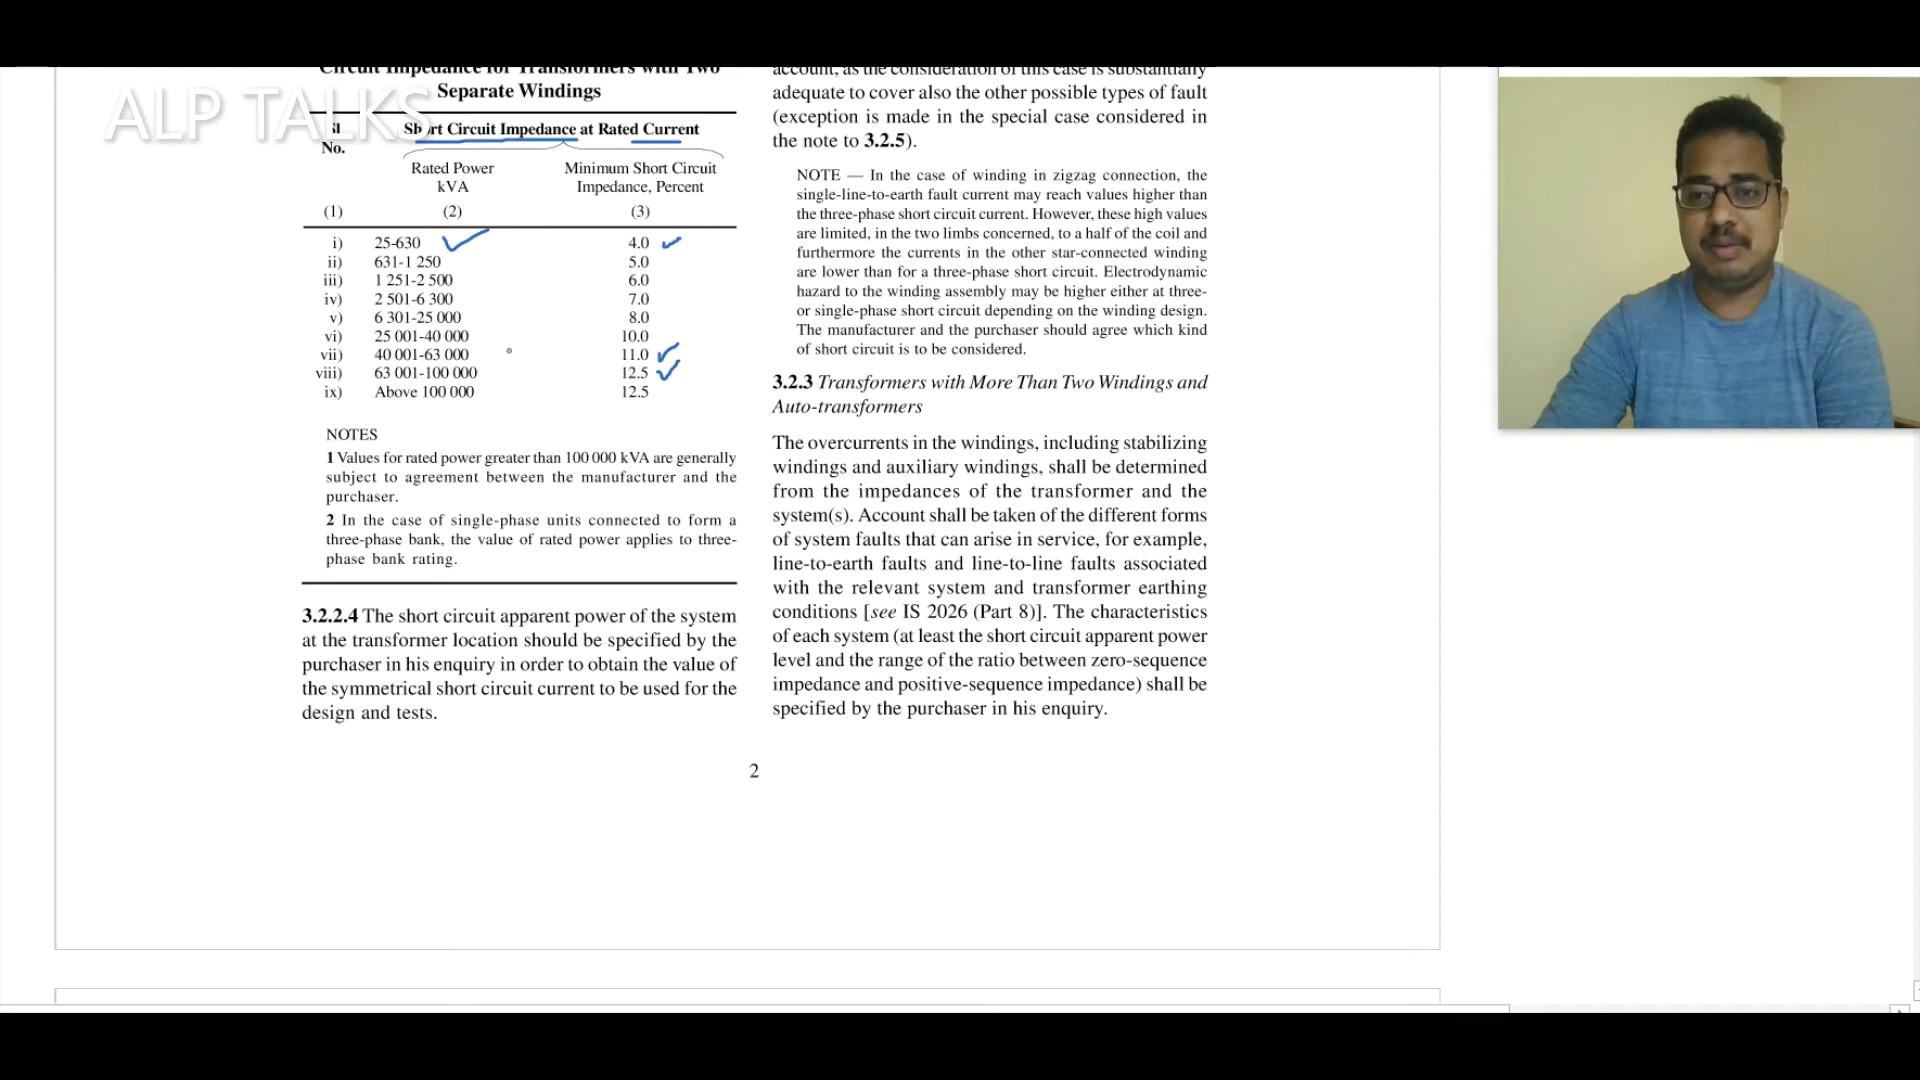 ALP TALKS
Circuit Impedance for Transformers with Two
Separate Windings
Sl
No.
Short Circuit Impedance at Rated Current
Rated Power
kVA
Minimum Short Circuit
Impedance, Percent
(1) (2) (3)
i) 25-630 4.0
ii) 631-1 250 5.0
iii) 1 251-2 500 6.0
iv) 2 501-6 300 7.0
v) 6 301-25 000 8.0
vi) 25 001-40 000 10.0
vii) 40 001-63 000 11.0
viii) 63 001-100 000 12.5
ix) Above 100 000 12.5
NOTES
1 Values for rated power greater than 100 000 kVA are generally
subject to agreement between the manufacturer and the
purchaser.
2 In the case of single-phase units connected to form a
three-phase bank, the value of rated power applies to three-
phase bank rating.
3.2.2.4 The short circuit apparent power of the system
at the transformer location should be specified by the
purchaser in his enquiry in order to obtain the value of
the symmetrical short circuit current to be used for the
design and tests.
account, as the consideration of this case is substantially
adequate to cover also the other possible types of fault
(exception is made in the special case considered in
the note to 3.2.5).
NOTE — In the case of winding in zigzag connection, the
single-line-to-earth fault current may reach values higher than
the three-phase short circuit current. However, these high values
are limited, in the two limbs concerned, to a half of the coil and
furthermore the currents in the other star-connected winding
are lower than for a three-phase short circuit. Electrodynamic
hazard to the winding assembly may be higher either at three-
or single-phase short circuit depending on the winding design.
The manufacturer and the purchaser should agree which kind
of short circuit is to be considered.
3.2.3 Transformers with More Than Two Windings and
Auto-transformers
The overcurrents in the windings, including stabilizing
windings and auxiliary windings, shall be determined
from the impedances of the transformer and the
system(s). Account shall be taken of the different forms
of system faults that can arise in service, for example,
line-to-earth faults and line-to-line faults associated
with the relevant system and transformer earthing
conditions [see IS 2026 (Part 8)]. The characteristics
of each system (at least the short circuit apparent power
level and the range of the ratio between zero-sequence
impedance and positive-sequence impedance) shall be
specified by the purchaser in his enquiry.
2